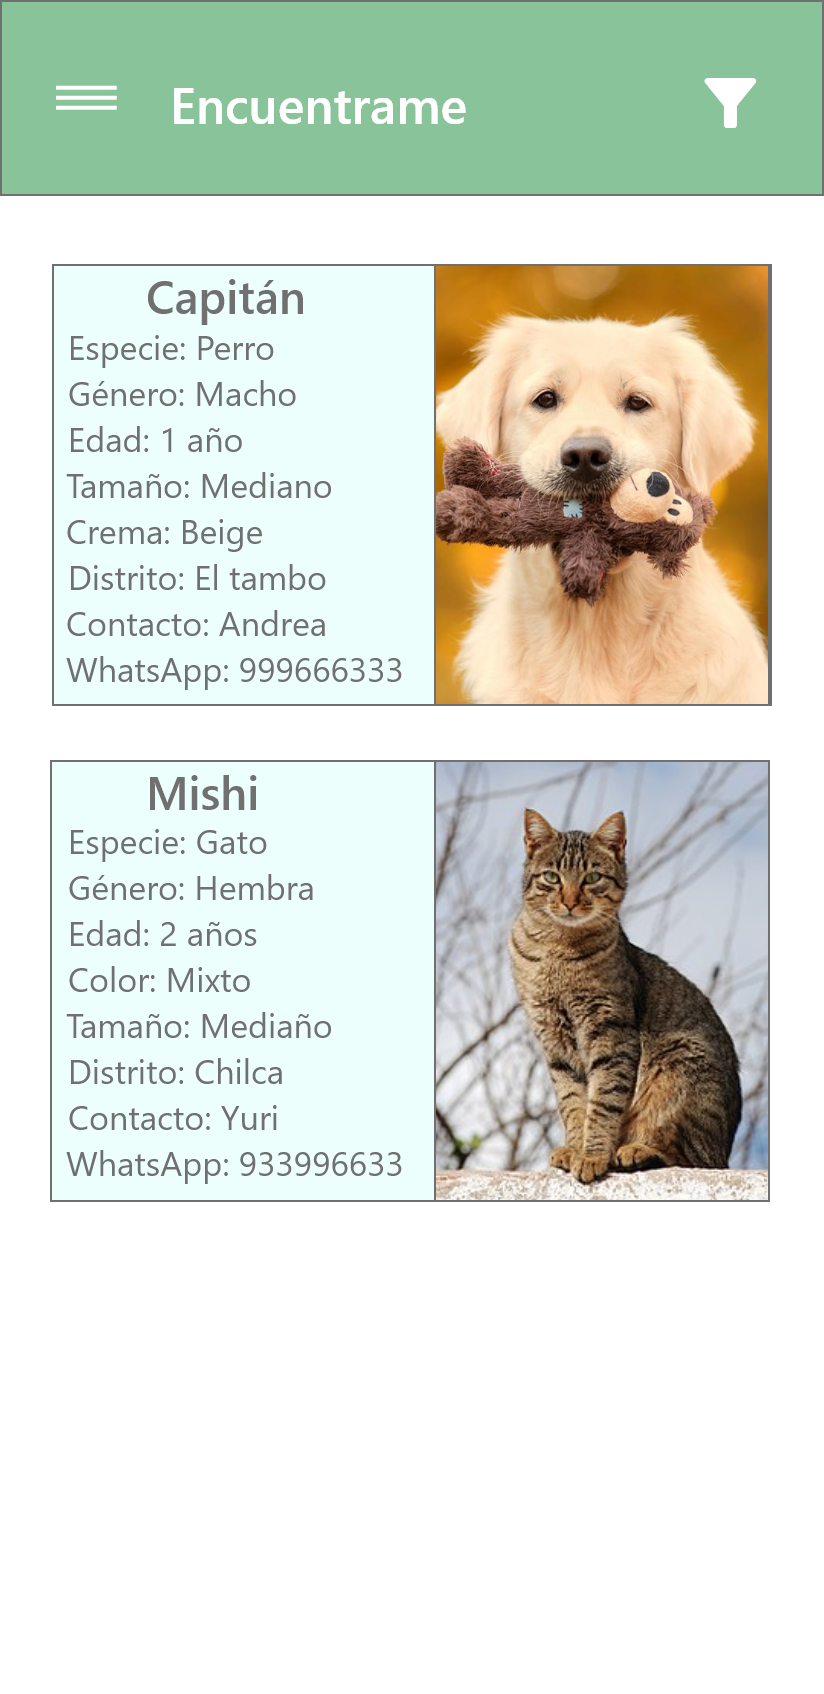 Encuentrame
Capitán
Especie: Perro
Género: Macho
Edad: 1 año
Tamaño: Mediano
Crema: Beige
Distrito: El tambo
Contacto: Andrea
WhatsApp: 999666333
Mishi
Especie: Gato
Género: Hembra
Edad: 2 años
Color: Mixto
Tamaño: Mediaño
Distrito: Chilca
Contacto: Yuri
WhatsApp: 933996633